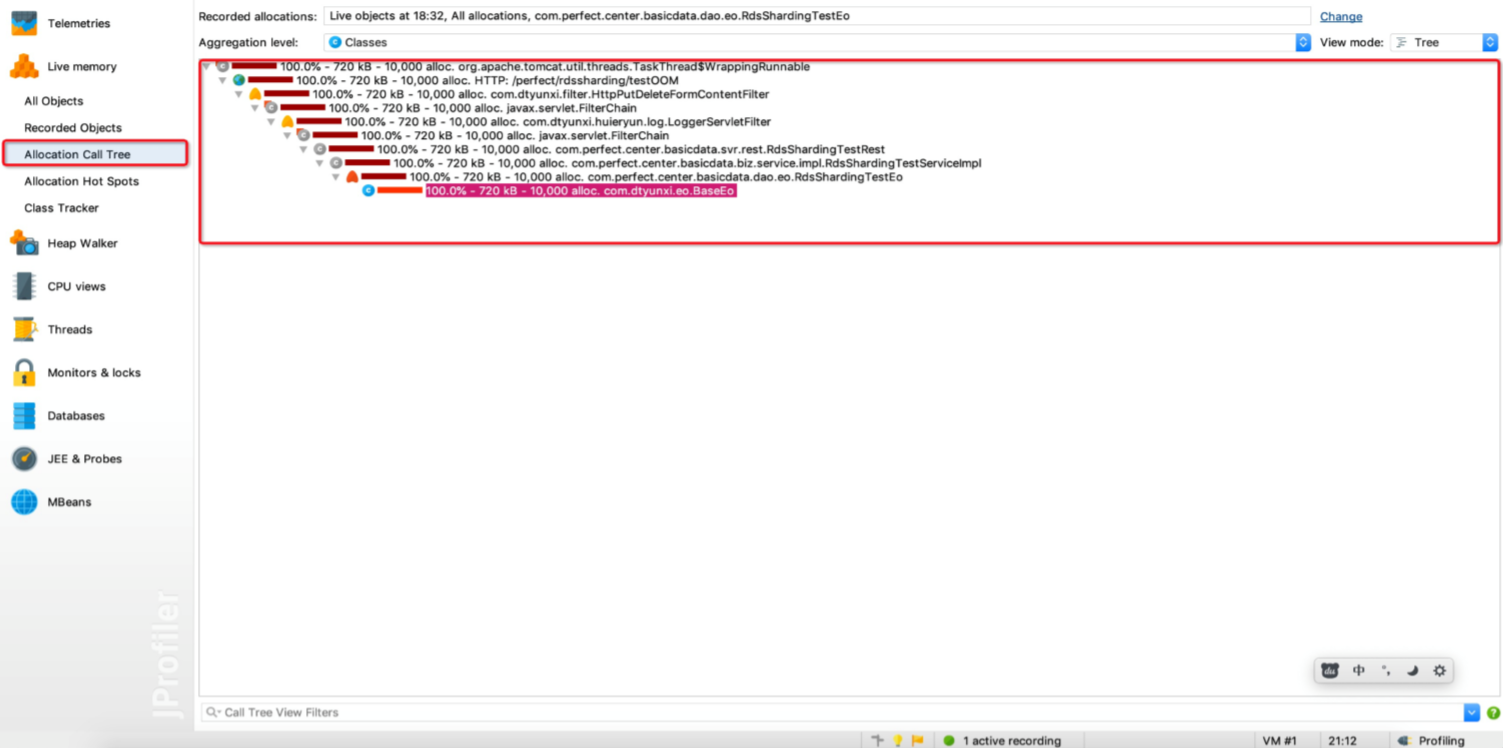 Telemetries
Live memory
All Objects
Recorded Objects
Allocation Call Tree
Allocation Hot Spots
Class Tracker
Heap Walker
CPU views
Threads
Monitors & locks
Databases
JEE & Probes
MBeans
JProfiler
Recorded allocations: Live objects at 18:32, All allocations, com.perfect.center.basicdata.dao.eo.RdsShardingTestEo Change
Aggregation level: Classes View mode: Tree
100.0% - 720 kB - 10,000 alloc. org.apache.tomcat.util.threads.TaskThread$WrappingRunnable
100.0% - 720 kB - 10,000 alloc. HTTP: /perfect/rdssharding/testOOM
100.0% - 720 kB - 10,000 alloc. com.dtyunxi.filter.HttpPutDeleteFormContentFilter
100.0% - 720 kB - 10,000 alloc. javax.servlet.FilterChain
100.0% - 720 kB - 10,000 alloc. com.dtyunxi.huieryun.log.LoggerServletFilter
100.0% - 720 kB - 10,000 alloc. javax.servlet.FilterChain
100.0% - 720 kB - 10,000 alloc. com.perfect.center.basicdata.svr.rest.RdsShardingTestRest
100.0% - 720 kB - 10,000 alloc. com.perfect.center.basicdata.biz.service.impl.RdsShardingTestServiceImpl
100.0% - 720 kB - 10,000 alloc. com.perfect.center.basicdata.dao.eo.RdsShardingTestEo
100.0% - 720 kB - 10,000 alloc. com.dtyunxi.eo.BaseEo
du 中 °,
Call Tree View Filters
1 active recording VM #1 21:12 Profiling